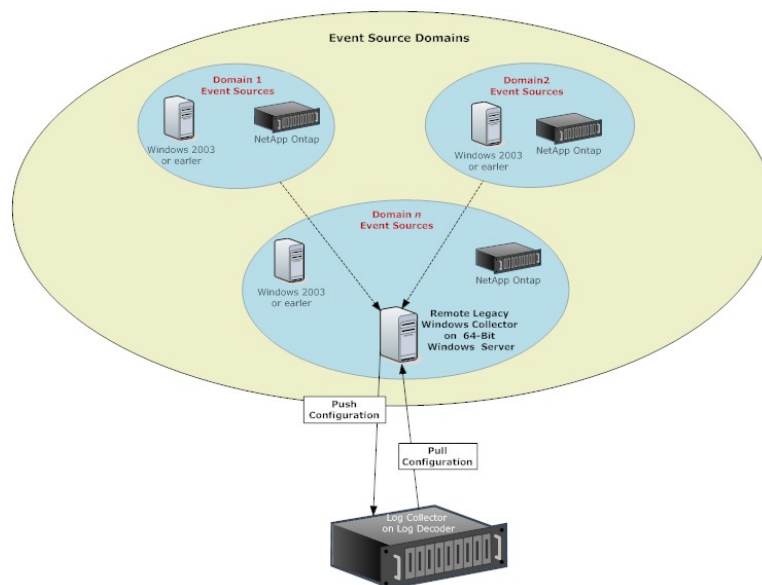 Event Source Domains
Domain 1
Event Sources
Windows 2003
or earler
NetApp Ontap
Domain2
Event Sources
Windows 2003
or earler
NetApp Ontap
Domain n
Event Sources
Windows 2003
or earler
NetApp Ontap
Remote Legacy
Windows Collector
on 64-Bit
Windows Server
Push
Configuration
Pull
Configuration
Log Collector
on Log Decoder